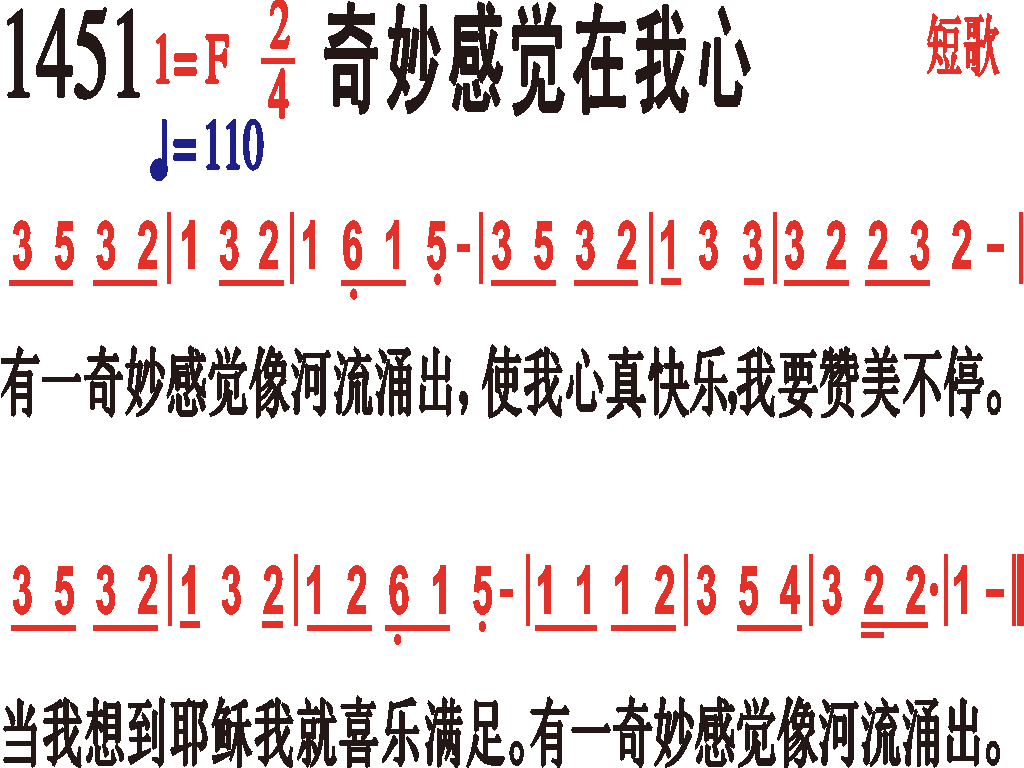 1451 1=F 2/4 奇妙感觉在我心 短歌
♩=110
3 5 3 2|1 3 2|1 6 1 5-|3 5 3 2|1 3 3|3 2 2 3 2-|
有一奇妙感觉像河流涌出，使我心真快乐，我要赞美不停。
3 5 3 2|1 3 2|1 2 6 1 5-|1 1 1 2|3 5 4|3 2 2·|1-‖
当我想到耶稣我就喜乐满足。有一奇妙感觉像河流涌出。